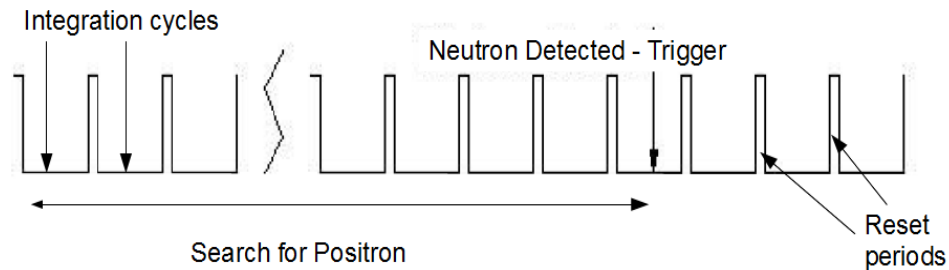 Integration cycles
Neutron Detected - Trigger
Search for Positron
Reset
periods